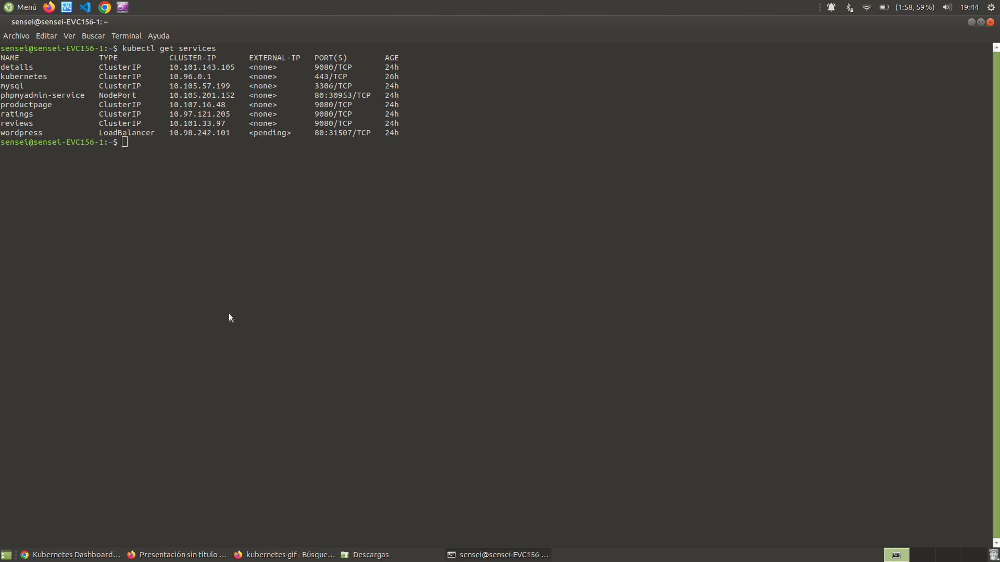 Menú (1:58, 59%) 19:44
sensei@sensei-EVC156-1: ~
Archivo Editar Ver Buscar Terminal Ayuda
sensei@sensei-EVC156-1:~$ kubectl get services
NAME TYPE CLUSTER-IP EXTERNAL-IP PORT(S) AGE
details ClusterIP 10.101.143.105 <none> 9080/TCP 24h
kubernetes ClusterIP 10.96.0.1 <none> 443/TCP 26h
mysql ClusterIP 10.105.57.199 <none> 3306/TCP 24h
phpmyadmin-service NodePort 10.105.201.152 <none> 80:30953/TCP 24h
productpage ClusterIP 10.107.16.48 <none> 9080/TCP 24h
ratings ClusterIP 10.97.121.205 <none> 9080/TCP 24h
reviews ClusterIP 10.101.33.97 <none> 9080/TCP 24h
wordpress LoadBalancer 10.98.242.101 <pending> 80:31507/TCP 24h
sensei@sensei-EVC156-1:~$
Kubernetes Dashboard... Presentación sin título ... kubernetes gif - Búsque... Descargas sensei@sensei-EVC156-...